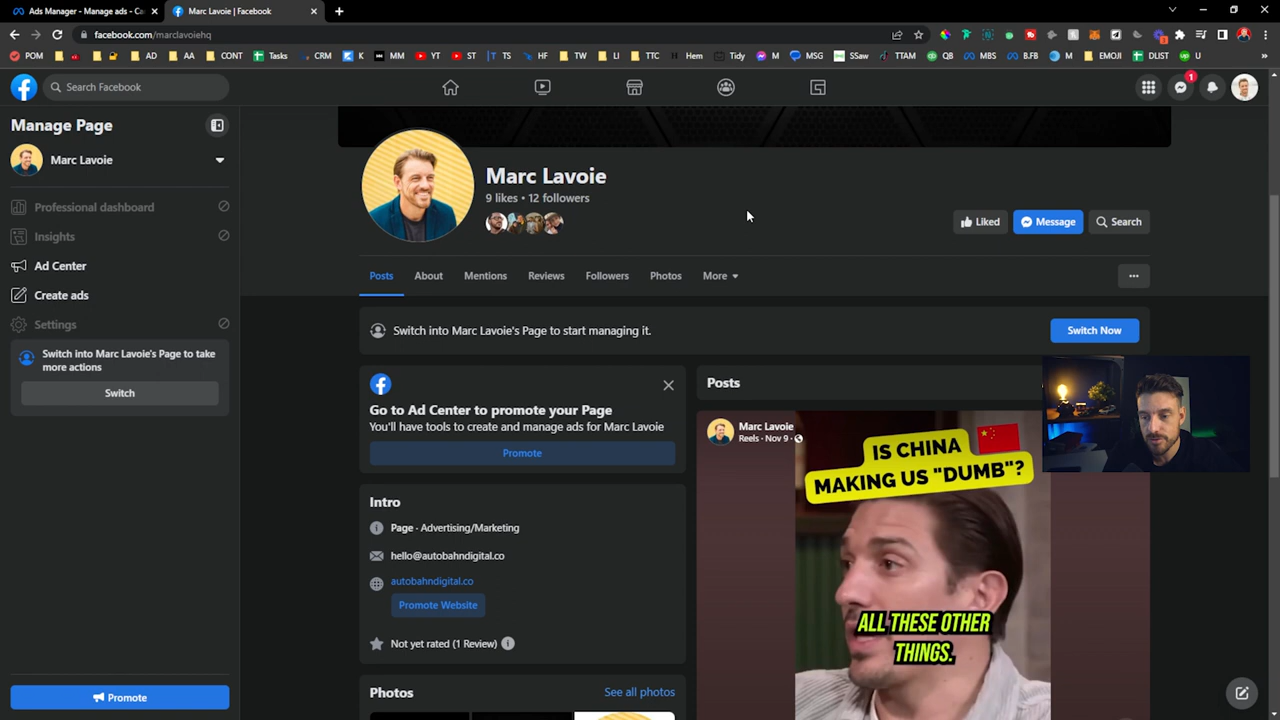 Ads Manager - Manage ads - Ca
Marc Lavoie | Facebook
facebook.com/marclavoiehq
POM
AD
AA
CONT
Tasks
CRM
K
MM
YT
ST
TS
HF
TW
LI
TTC
Hem
Tidy
M
MSG
SSaw
TTAM
QB
MBS
B.FB
M
EMOJI
DLIST
U
Search Facebook
1
Manage Page
Marc Lavoie
Professional dashboard
Insights
Ad Center
Create ads
Settings
Switch into Marc Lavoie's Page to take
more actions
Switch
Promote
Marc Lavoie
9 likes • 12 followers
Liked
Message
Search
Posts
About
Mentions
Reviews
Followers
Photos
More
Switch into Marc Lavoie's Page to start managing it.
Switch Now
Go to Ad Center to promote your Page
You'll have tools to create and manage ads for Marc Lavoie
Promote
Intro
Page · Advertising/Marketing
hello@autobahndigital.co
autobahndigital.co
Promote Website
Not yet rated (1 Review)
Photos
See all photos
Posts
Marc Lavoie
Reels · Nov 9 ·
IS CHINA
MAKING US "DUMB"?
ALL THESE OTHER
THINGS.